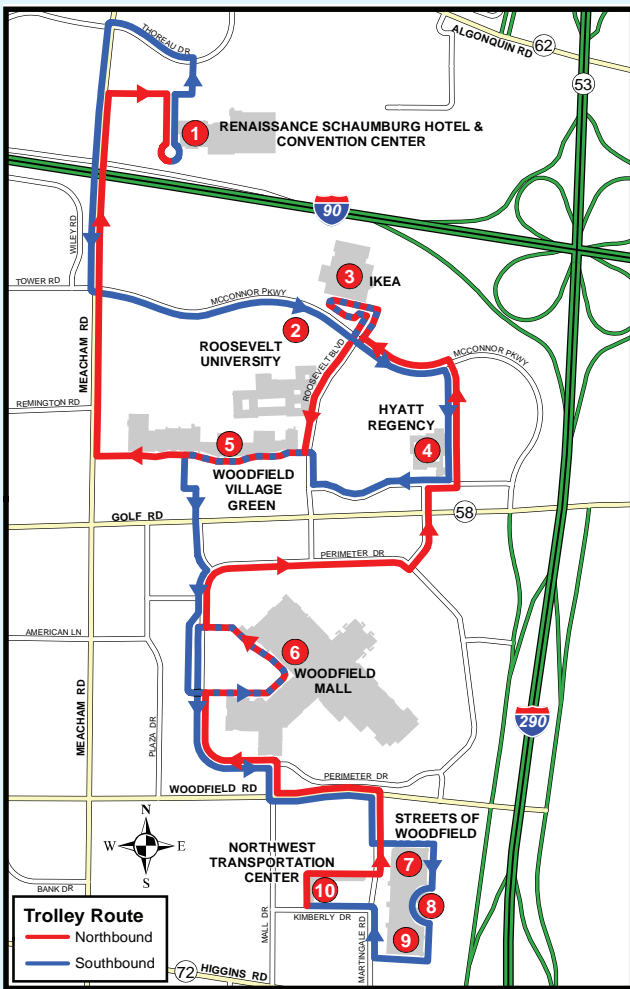 THOREAU DR
ALGONQUIN RD
62
53
1
RENAISSANCE SCHAUMBURG HOTEL &
CONVENTION CENTER
90
WILEY RD
TOWER RD
3
IKEA
MCCONNOR PKWY
2
ROOSEVELT
UNIVERSITY
ROOSEVELT BLVD
MCCONNOR PKWY
MEACHAM RD
REMINGTON RD
HYATT
REGENCY
4
5
WOODFIELD
VILLAGE
GREEN
GOLF RD
58
PERIMETER DR
AMERICAN LN
6
WOODFIELD
MALL
MEACHAM RD
PLAZA DR
290
PERIMETER DR
WOODFIELD RD
N
W
E
S
STREETS OF
WOODFIELD
NORTHWEST
TRANSPORTATION
CENTER
7
10
8
BANK DR
MALL DR
KIMBERLY DR
MARTINGALE RD
9
Trolley Route
Northbound
Southbound
72
HIGGINS RD